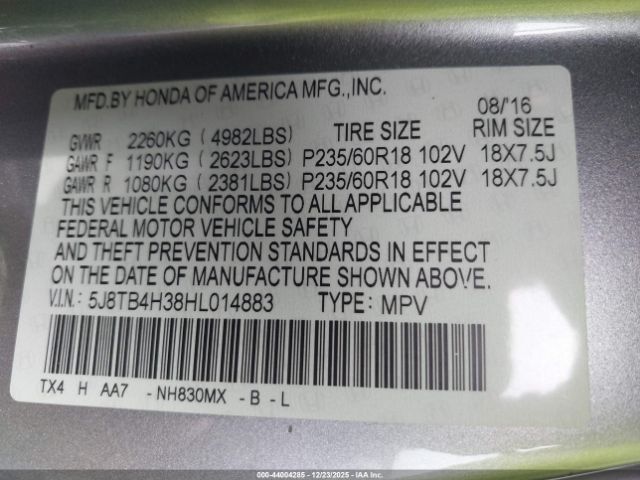 MFD.BY HONDA OF AMERICA MFG.,INC.
08/'16
GVWR 2260KG ( 4982LBS) TIRE SIZE RIM SIZE
GAWR F 1190KG ( 2623LBS) P235/60R18 102V 18X7.5J
GAWR R 1080KG ( 2381LBS) P235/60R18 102V 18X7.5J
THIS VEHICLE CONFORMS TO ALL APPLICABLE
FEDERAL MOTOR VEHICLE SAFETY
AND THEFT PREVENTION STANDARDS IN EFFECT
ON THE DATE OF MANUFACTURE SHOWN ABOVE.
V.I.N.: 5J8TB4H38HL014883 TYPE: MPV
TX4 H AA7 -NH830MX -B -L
000-44004285 - 12/23/2025 - IAA Inc.